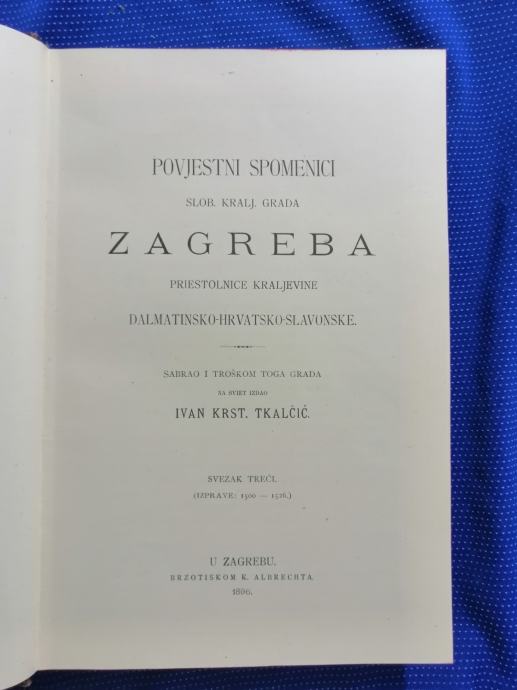 POVJESTNI SPOMENICI
SLOB. KRALJ. GRADA
ZAGREBA
PRIESTOLNICE KRALJEVINE
DALMATINSKO-HRVATSKO-SLAVONSKE.
SABRAO I TROŠKOM TOGA GRADA
NA SVIET IZDAO
IVAN KRST. TKALČIĆ.
SVEZAK TREĆI.
(IZPRAVE: 1500 — 1526.)
U ZAGREBU.
BRZOTISKOM K. ALBRECHTA.
1896.